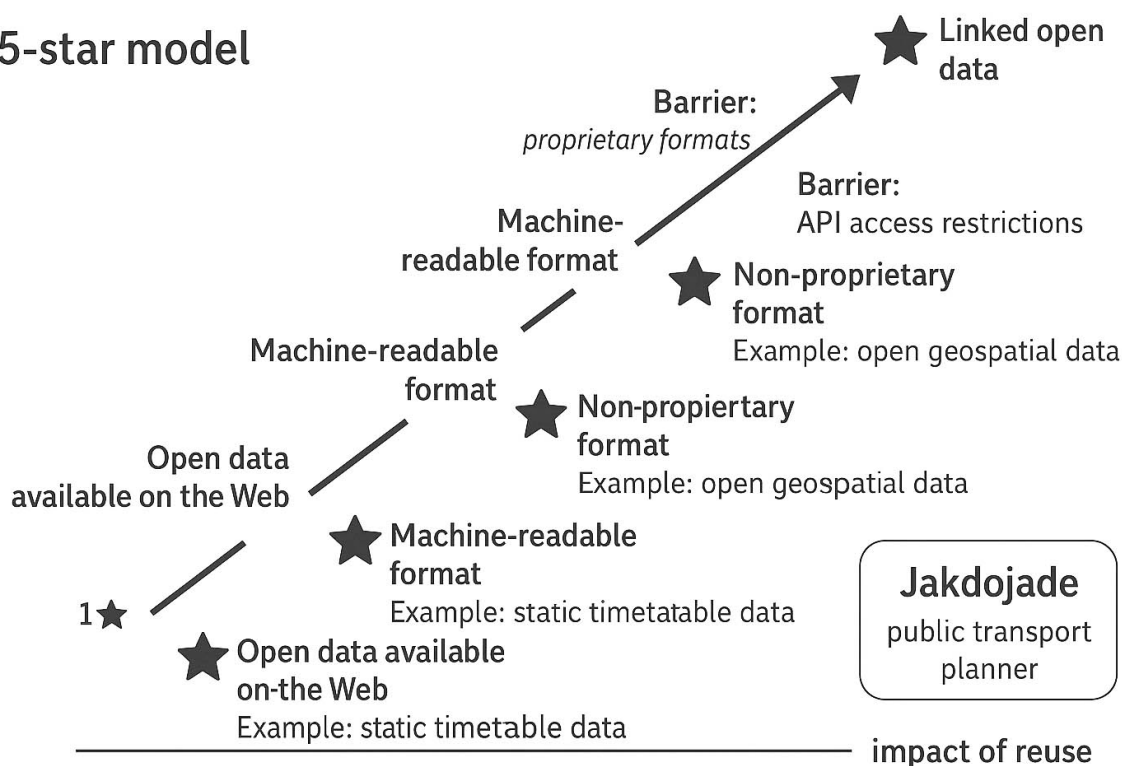 5-star model
Linked open
data
Barrier:
proprietary formats
Barrier:
API access restrictions
Machine-
readable format
Non-proprietary
format
Example: open geospatial data
Machine-readable
format
Non-propiertary
format
Example: open geospatial data
Open data
available on the Web
Machine-readable
format
Example: static timetatable data
1
Open data available
on-the Web
Example: static timetable data
Jakdojade
public transport
planner
impact of reuse